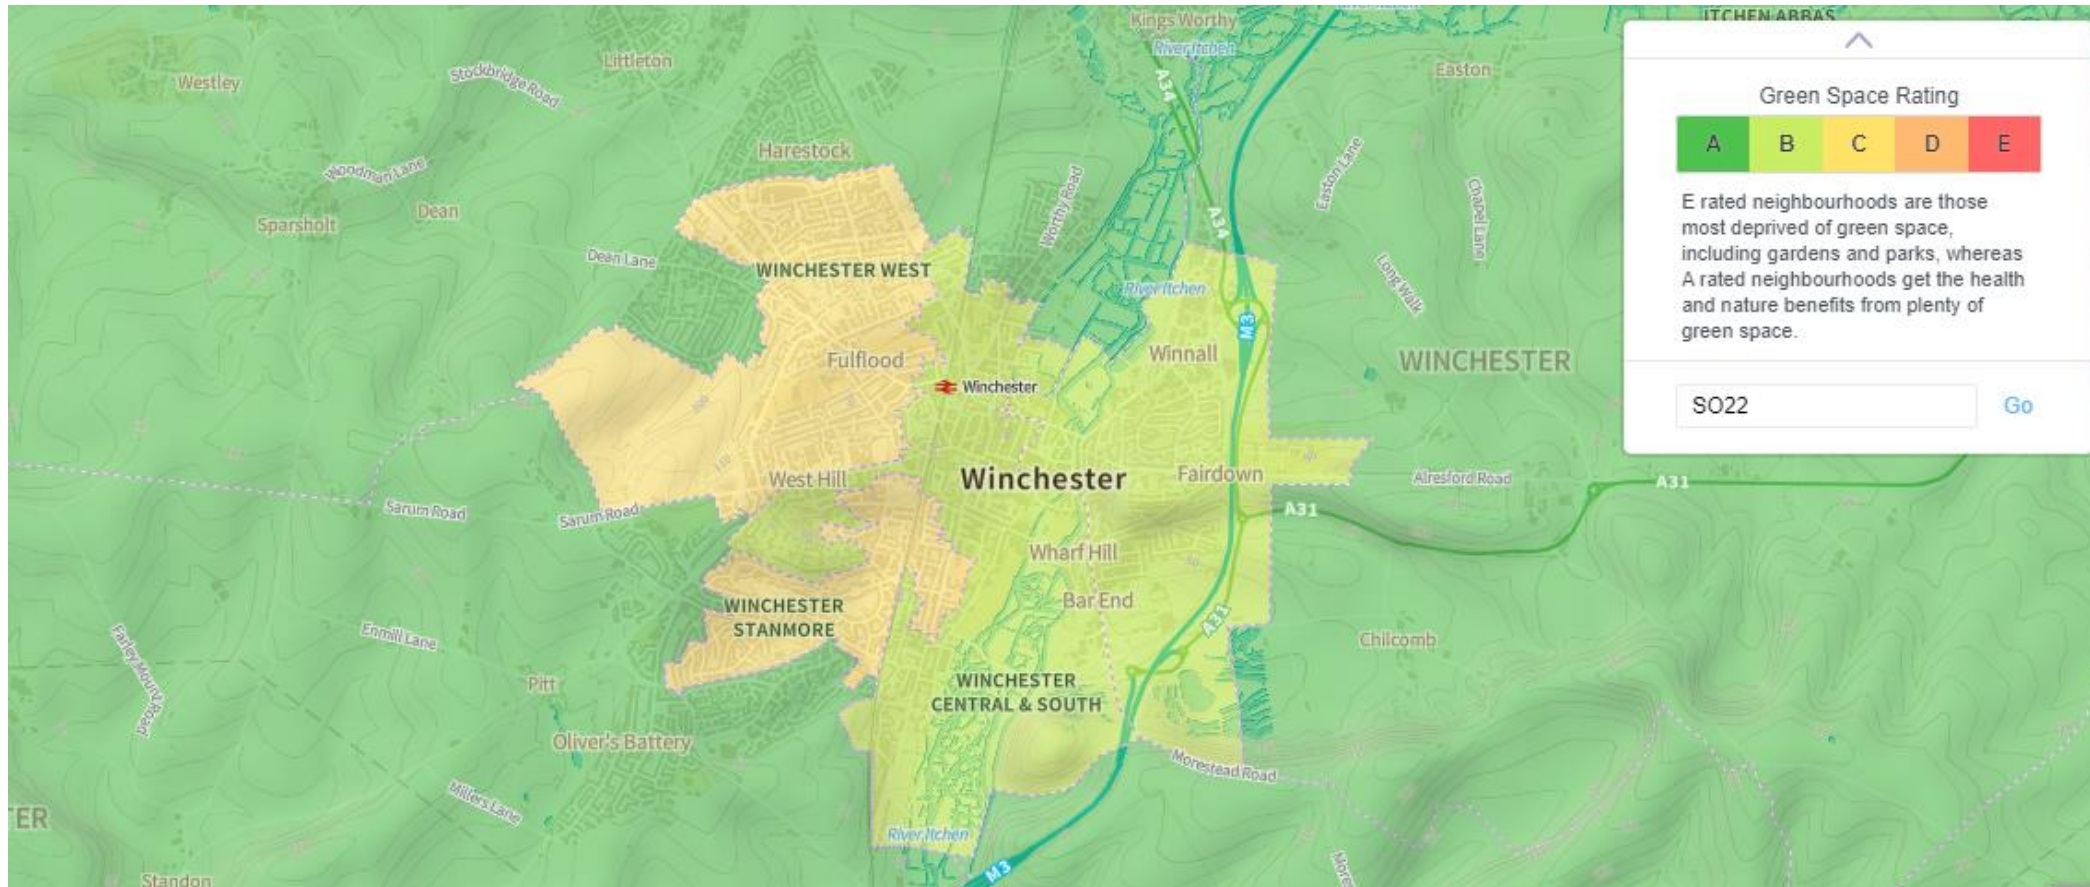 Kings Worthy
ITCHEN ABBAS
River Itchen
Littleton
Westley
Stockbridge Road
A34
Easton
Green Space Rating
A B C D E
Harestock
Woodman Lane
Easton Lane
Worthy Road
Chapel Lane
E rated neighbourhoods are those
most deprived of green space,
including gardens and parks, whereas
A rated neighbourhoods get the health
and nature benefits from plenty of
green space.
Sparsholt
Dean
A34
Dean Lane
WINCHESTER WEST
River Itchen
Long Walk
M3
Fulflood
Winnall
WINCHESTER
Winchester
SO22
Go
West Hill
Winchester
Fairdown
Alresford Road
A31
Sarum Road
Sarum Road
A31
Wharf Hill
Bar End
WINCHESTER
STANMORE
A31
Enmill Lane
Chilcomb
Farley Mount Road
Pitt
WINCHESTER
CENTRAL & SOUTH
Oliver's Battery
Morestead Road
Millers Lane
TER
River Itchen
M3
Standon